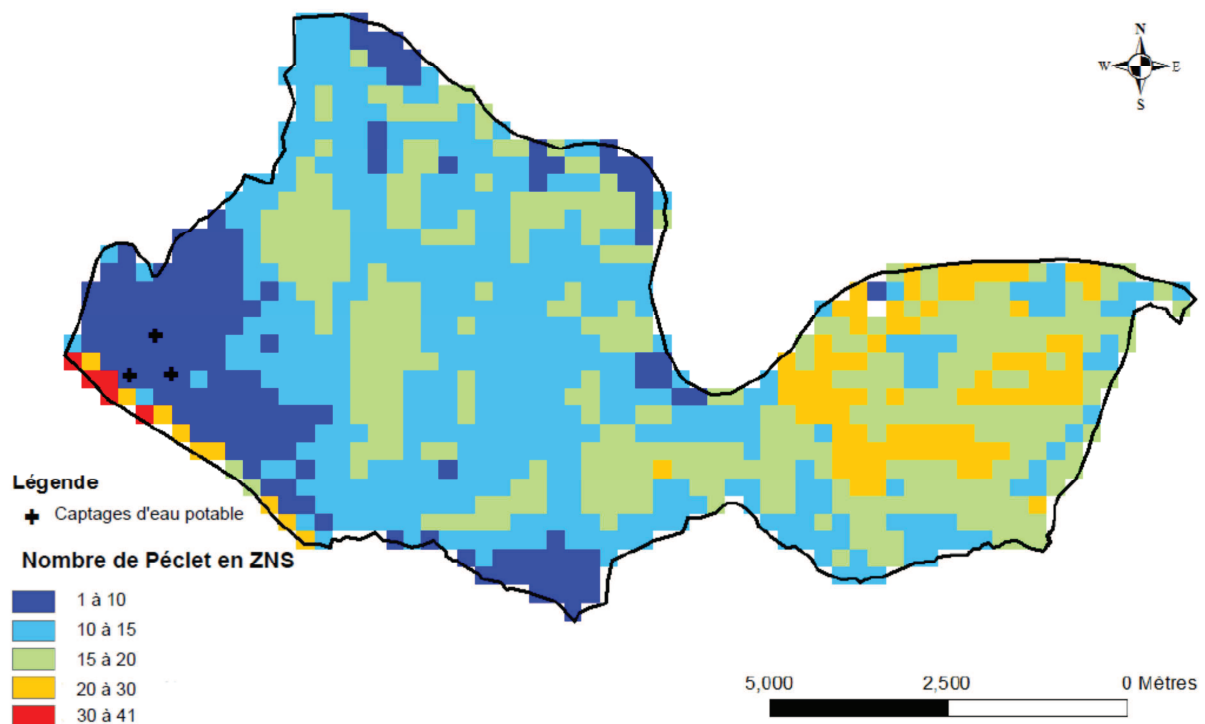 N
W E
S
Légende
Captages d'eau potable
Nombre de Péclet en ZNS
1 à 10
10 à 15
15 à 20
20 à 30
30 à 41
5,000 2,500 0 Mètres